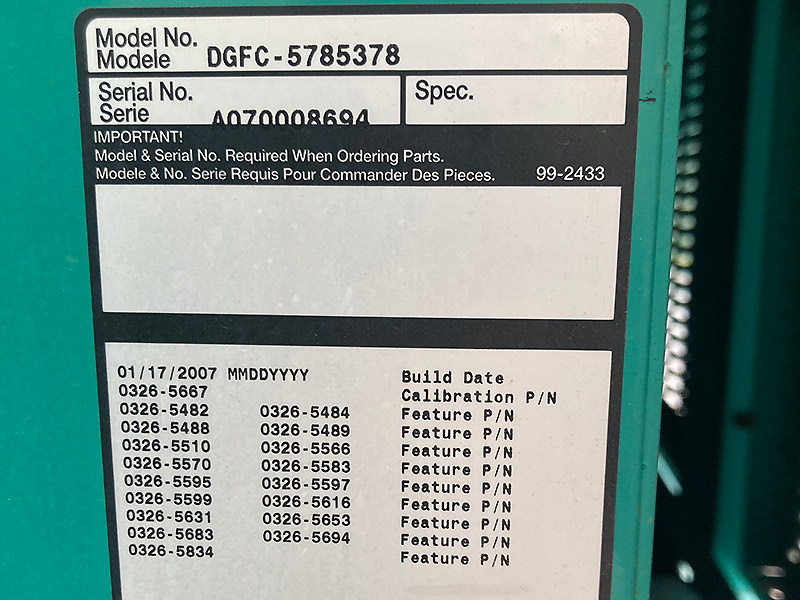 Model No.
Modele DGFC-5785378
Serial No.
Serie A070008694
Spec.
IMPORTANT!
Model & Serial No. Required When Ordering Parts.
Modele & No. Serie Requis Pour Commander Des Pieces. 99-2433
01/17/2007 MMDDYYYY Build Date
0326-5667 Calibration P/N
0326-5482 0326-5484 Feature P/N
0326-5488 0326-5489 Feature P/N
0326-5510 0326-5566 Feature P/N
0326-5570 0326-5583 Feature P/N
0326-5595 0326-5597 Feature P/N
0326-5599 0326-5616 Feature P/N
0326-5631 0326-5653 Feature P/N
0326-5683 0326-5694 Feature P/N
0326-5834 Feature P/N